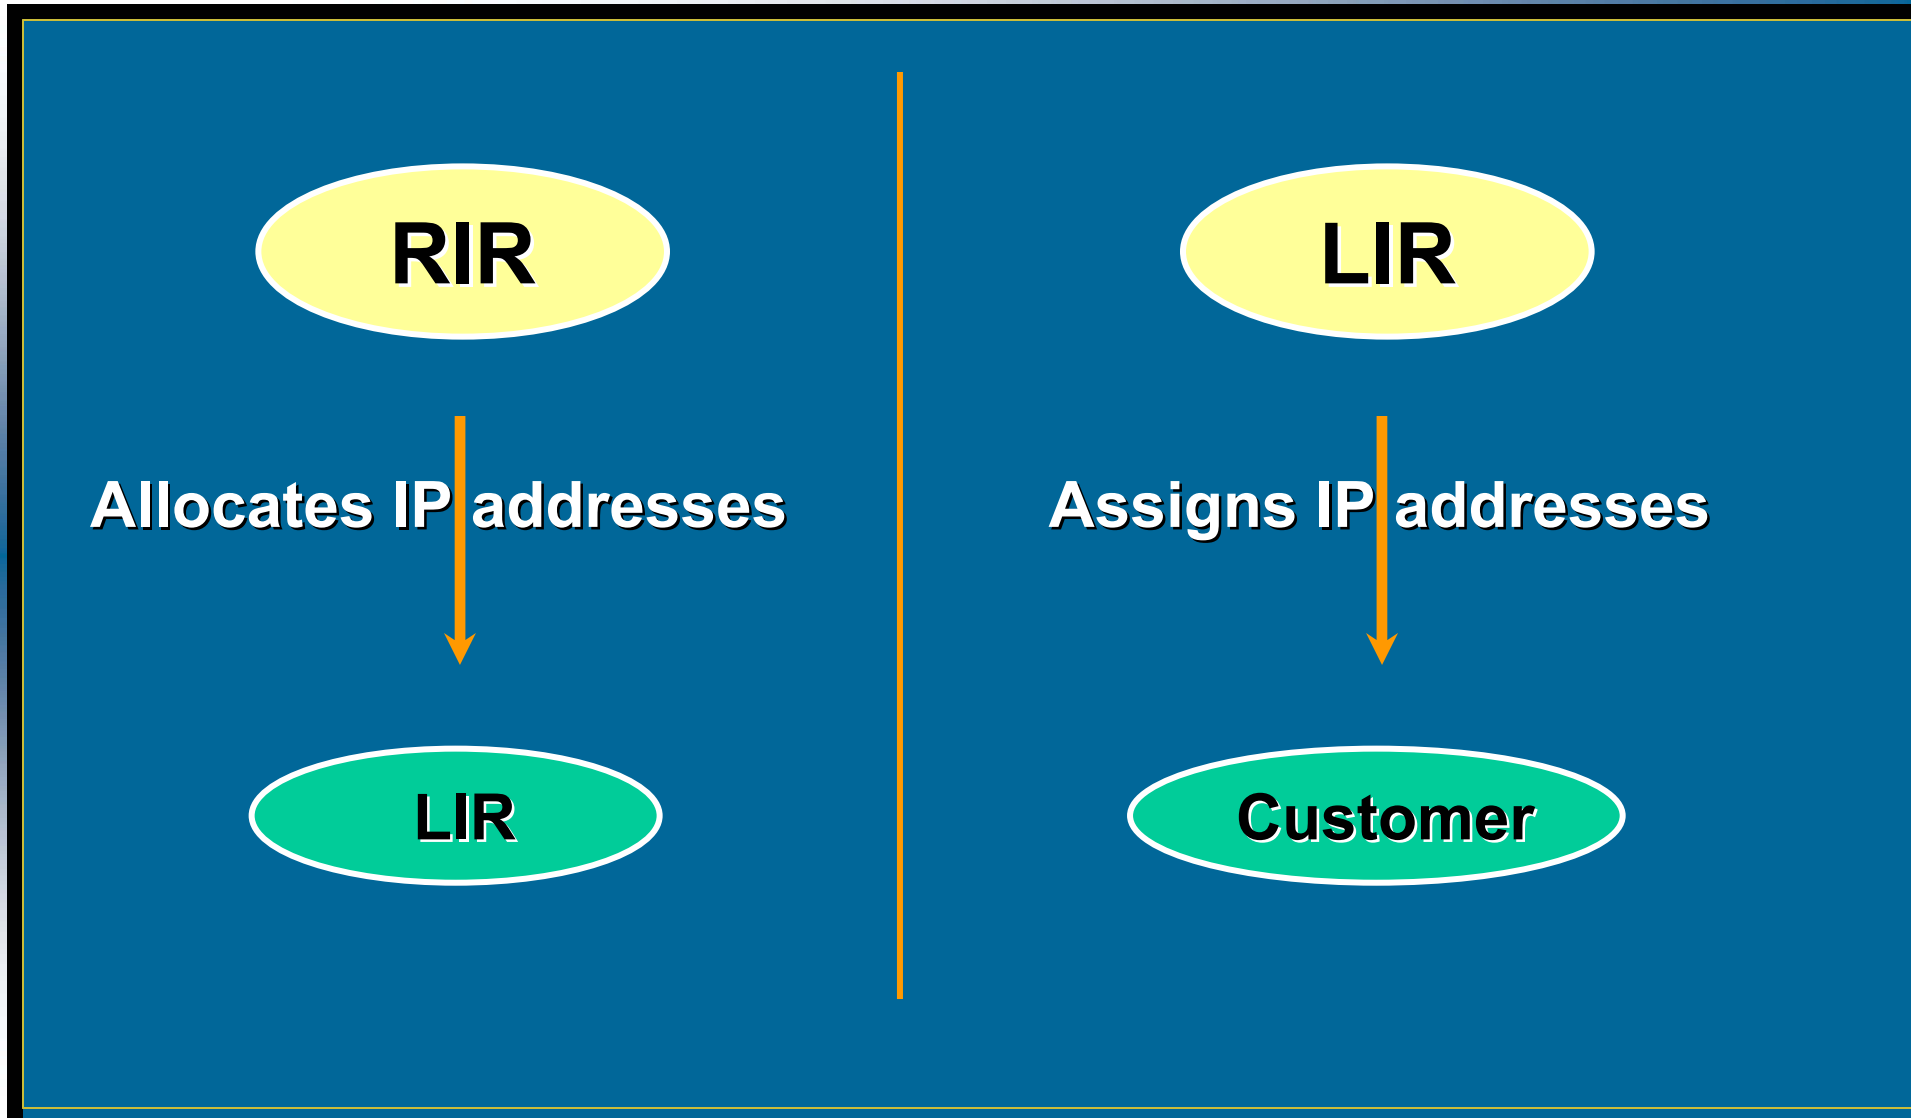 RIR
Allocates IP addresses
LIR
LIR
Assigns IP addresses
Customer